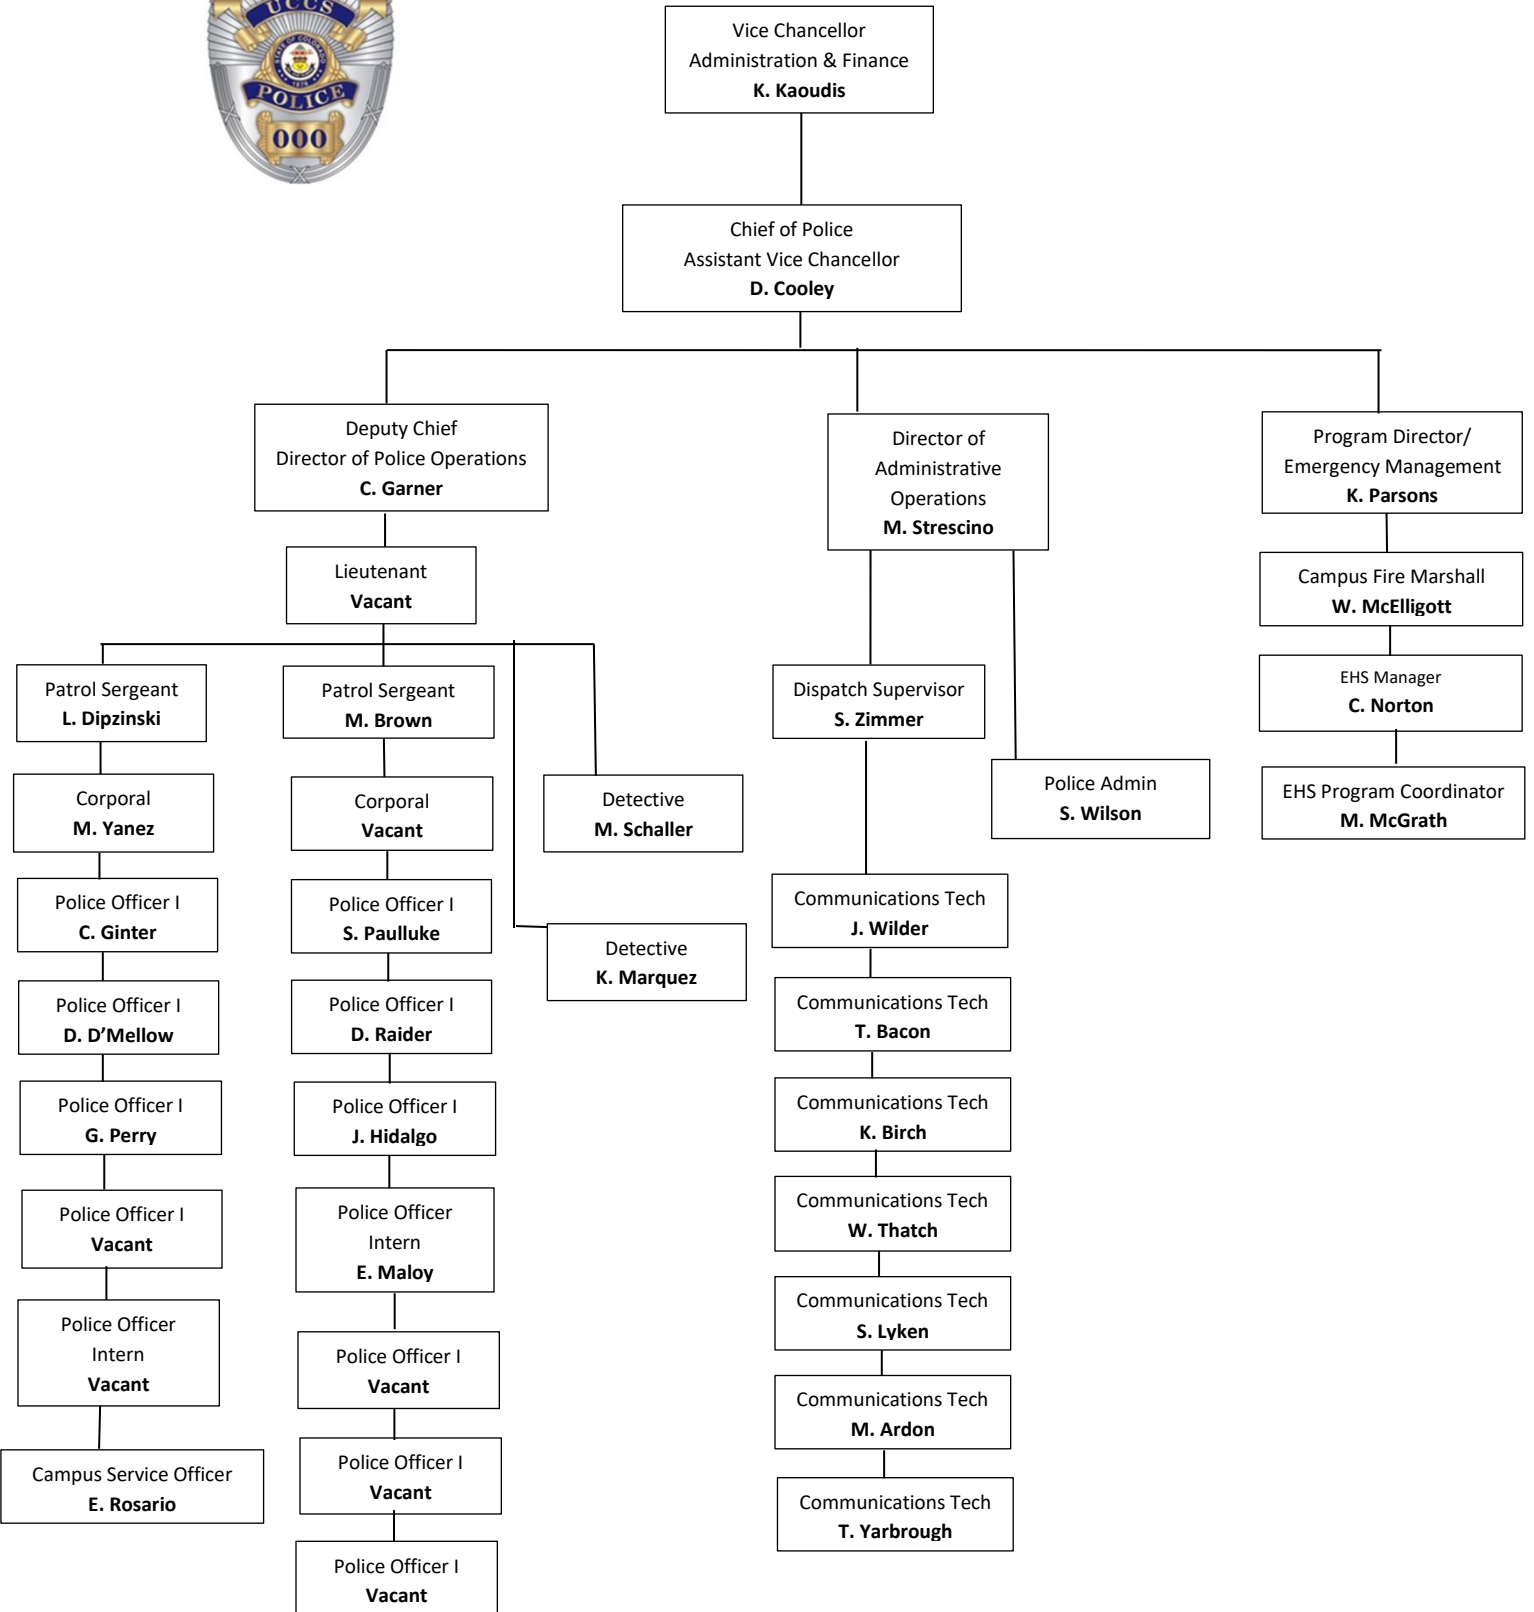 UCCS
STATE OF COLORADO
1876
POLICE
000
Vice Chancellor
Administration & Finance
K. Kaoudis
Chief of Police
Assistant Vice Chancellor
D. Cooley
Deputy Chief
Director of Police Operations
C. Garner
Director of
Administrative
Operations
M. Strescino
Program Director/
Emergency Management
K. Parsons
Lieutenant
Vacant
Campus Fire Marshall
W. McElligott
EHS Manager
C. Norton
EHS Program Coordinator
M. McGrath
Patrol Sergeant
L. Dipzinski
Corporal
M. Yanez
Police Officer I
C. Ginter
Police Officer I
D. D’Mellow
Police Officer I
G. Perry
Police Officer I
Vacant
Police Officer
Intern
Vacant
Campus Service Officer
E. Rosario
Patrol Sergeant
M. Brown
Corporal
Vacant
Police Officer I
S. Paulluke
Police Officer I
D. Raider
Police Officer I
J. Hidalgo
Police Officer
Intern
E. Maloy
Police Officer I
Vacant
Police Officer I
Vacant
Police Officer I
Vacant
Detective
M. Schaller
Detective
K. Marquez
Dispatch Supervisor
S. Zimmer
Police Admin
S. Wilson
Communications Tech
J. Wilder
Communications Tech
T. Bacon
Communications Tech
K. Birch
Communications Tech
W. Thatch
Communications Tech
S. Lyken
Communications Tech
M. Ardon
Communications Tech
T. Yarbrough